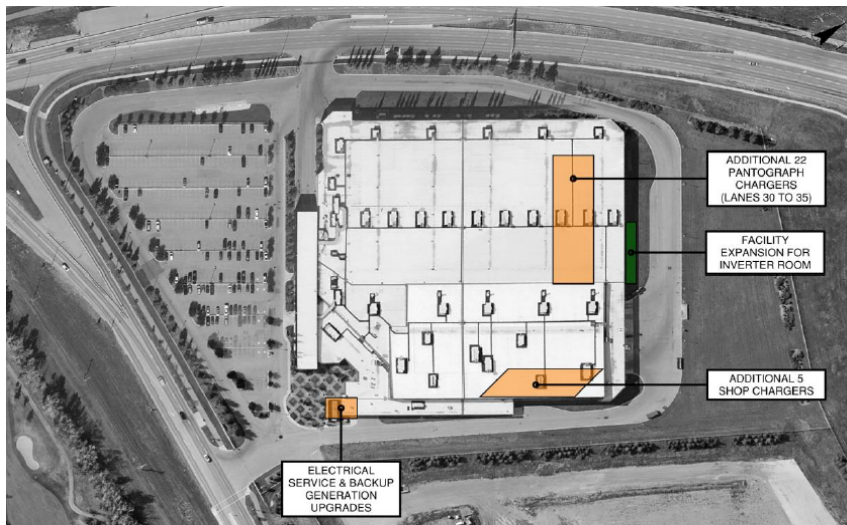 ADDITIONAL 22
PANTOGRAPH
CHARGERS
(LANES 30 TO 35)
FACILITY
EXPANSION FOR
INVERTER ROOM
ADDITIONAL 5
SHOP CHARGERS
ELECTRICAL
SERVICE & BACKUP
GENERATION
UPGRADES